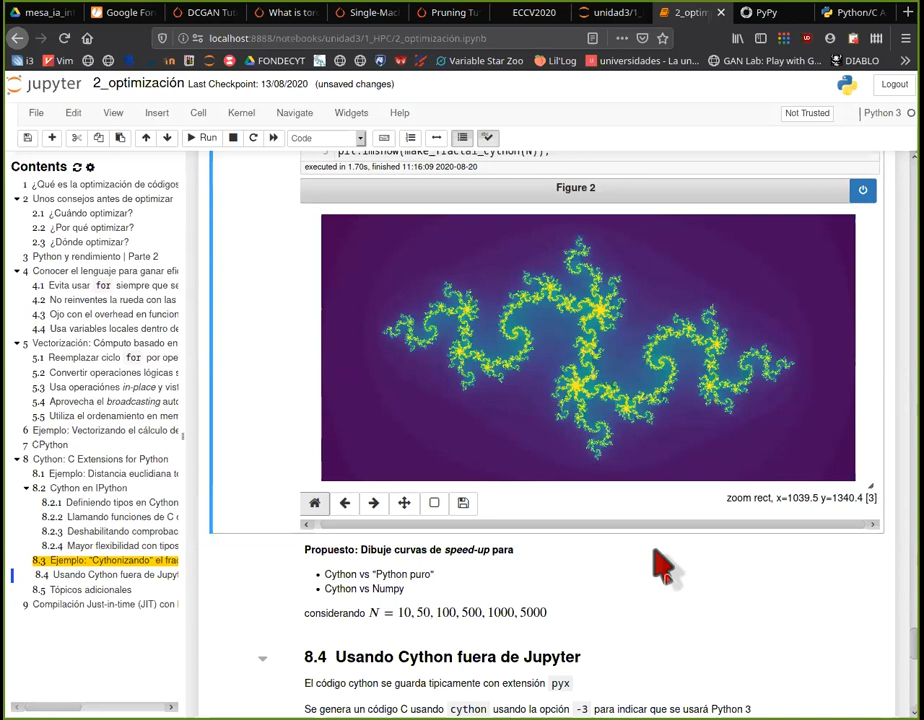 mesa_ia_in
Google Form
DCGAN Tuto
What is torc
Single-Mach
Pruning Tut
ECCV2020
unidad3/1_
2_optim
PyPy
Python/C A
localhost:8888/notebooks/unidad3/1_HPC/2_optimización.ipynb
i3
Vim
FONDECYT
Variable Star Zoo
Lil'Log
universidades - La un...
GAN Lab: Play with G...
DIABLO
jupyter 2_optimización Last Checkpoint: 13/08/2020 (unsaved changes)
Logout
File Edit View Insert Cell Kernel Navigate Widgets Help
Not Trusted
Python 3
Run
Code
Contents
1 ¿Qué es la optimización de códigos
2 Unos consejos antes de optimizar
2.1 ¿Cuándo optimizar?
2.2 ¿Por qué optimizar?
2.3 ¿Dónde optimizar?
3 Python y rendimiento | Parte 2
4 Conocer el lenguaje para ganar efic
4.1 Evita usar for siempre que se
4.2 No reinventes la rueda con las
4.3 Ojo con el overhead en funcion
4.4 Usa variables locales dentro de
5 Vectorización: Cómputo basado en
5.1 Reemplazar ciclo for por ope
5.2 Convertir operaciones lógicas s
5.3 Usa operaciónes in-place y vist
5.4 Aprovecha el broadcasting auto
5.5 Utiliza el ordenamiento en mem
6 Ejemplo: Vectorizando el cálculo de
7 CPython
8 Cython: C Extensions for Python
8.1 Ejemplo: Distancia euclidiana to
8.2 Cython en IPython
8.2.1 Definiendo tipos en Cython
8.2.2 Llamando funciones de C d
8.2.3 Deshabilitando comprobac
8.2.4 Mayor flexibilidad con tipos
8.3 Ejemplo: "Cythonizando" el frac
8.4 Usando Cython fuera de Jupyt
8.5 Tópicos adicionales
9 Compilación Just-in-time (JIT) con l
5 plt.imshow(make_fractal_cython(N));
executed in 1.70s, finished 11:16:09 2020-08-20
Figure 2
zoom rect, x=1039.5 y=1340.4 [3]
Propuesto: Dibuje curvas de speed-up para
• Cython vs "Python puro"
• Cython vs Numpy
considerando N = 10, 50, 100, 500, 1000, 5000
8.4 Usando Cython fuera de Jupyter
El código cython se guarda tipicamente con extensión pyx
Se genera un código C usando cython usando la opción -3 para indicar que se usará Python 3